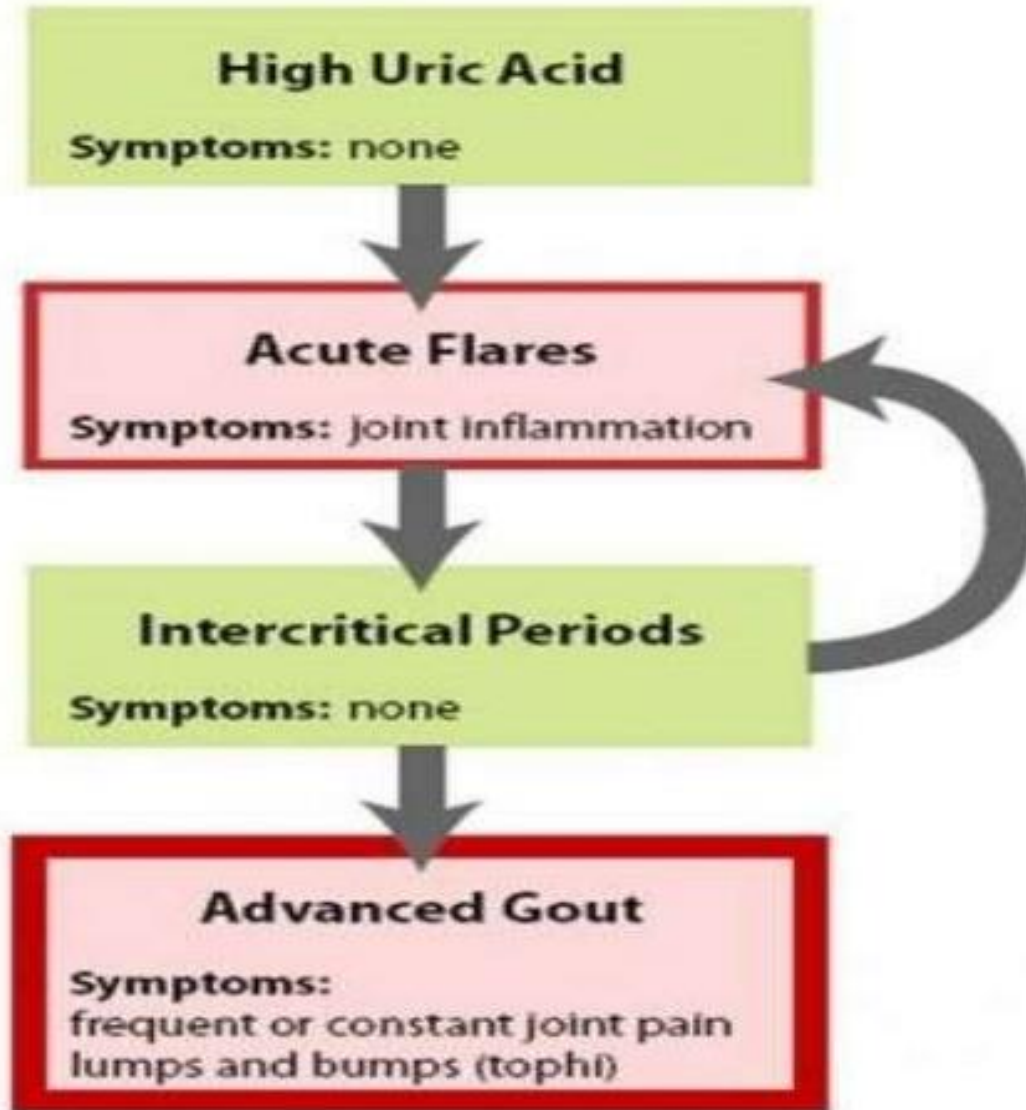 High Uric Acid
Symptoms: none
Acute Flares
Symptoms: joint inflammation
Intercritical Periods
Symptoms: none
Advanced Gout
Symptoms:
frequent or constant joint pain
lumps and bumps (tophi)